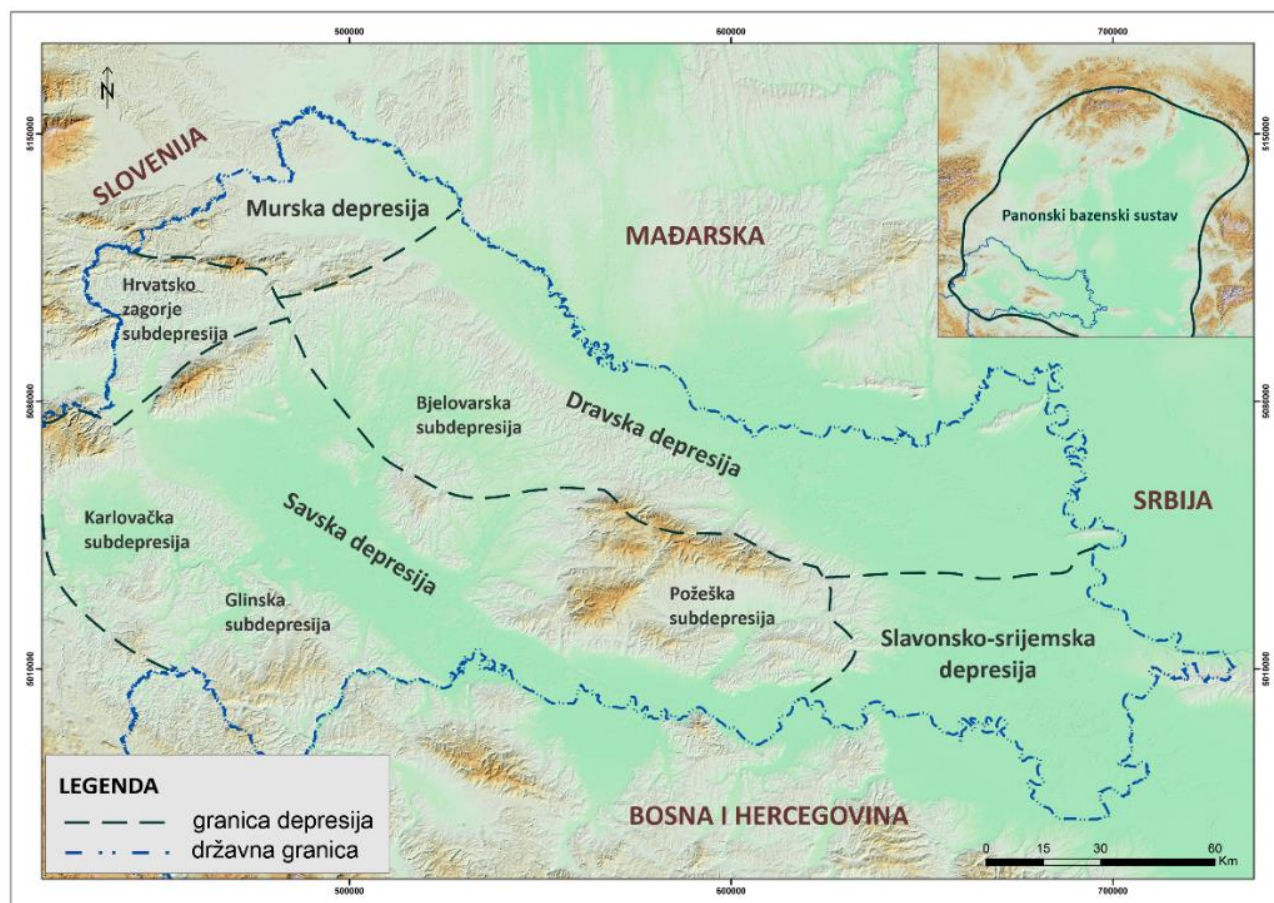 500000
600000
700000
N
5150000
5150000
SLOVENIJA
Murska depresija
MAĐARSKA
Panonski bazenski sustav
Hrvatsko
zagorje
subdepresija
5080000
5080000
Bjelovarska
subdepresija
Dravska depresija
SRBIJA
Karlovačka
subdepresija
Savska depresija
Glinska
subdepresija
Požeška
subdepresija
Slavonsko-srijemska
depresija
5010000
5010000
LEGENDA
granica depresija
državna granica
BOSNA I HERCEGOVINA
0 15 30 60
Km
500000
600000
700000